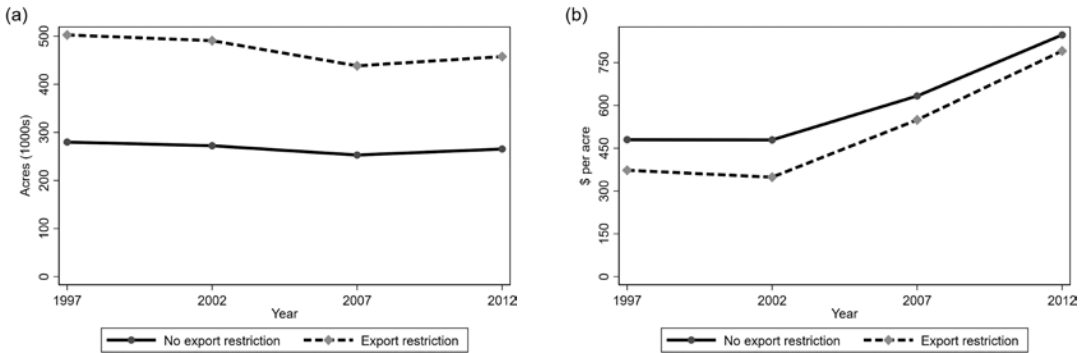 (a)
500
400
300
200
100
0
Acres (1000s)
1997 2002 2007 2012
Year
No export restriction Export restriction
(b)
750
600
450
300
150
0
$ per acre
1997 2002 2007 2012
Year
No export restriction Export restriction